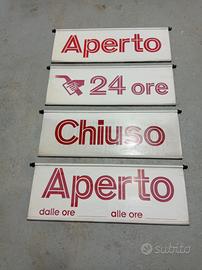 Aperto
24 ore
Chiuso
Aperto
dalle ore alle ore
subito